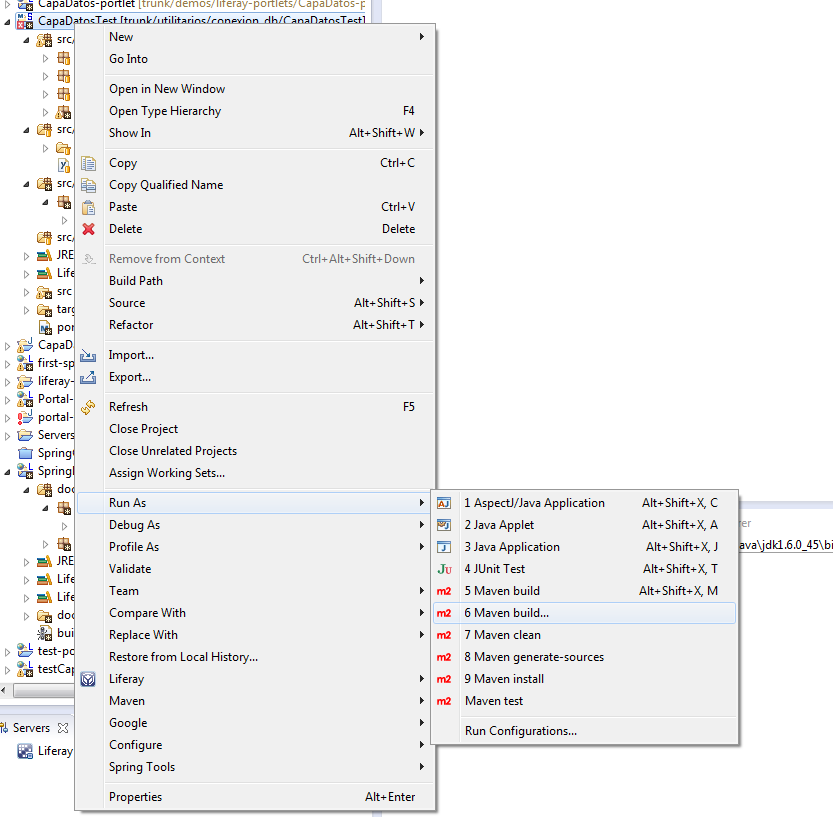 CapaDatos-portlet [trunk/demos/liferay-portlets/CapaDatos-p
CapaDatosTest [trunk/utilitarios/conexion_db/CapaDatosTest]
src/
src/
src/
src/
JRE
Life
src
targ
pom
CapaD
first-sp
liferay-
Portal-
portal-
Servers
Spring
SpringI
doc
JRE
Life
Life
doc
bui
test-po
testCap
Servers
Liferay
New
Go Into
Open in New Window
Open Type Hierarchy F4
Show In Alt+Shift+W
Copy Ctrl+C
Copy Qualified Name
Paste Ctrl+V
Delete Delete
Remove from Context Ctrl+Alt+Shift+Down
Build Path
Source Alt+Shift+S
Refactor Alt+Shift+T
Import...
Export...
Refresh F5
Close Project
Close Unrelated Projects
Assign Working Sets...
Run As
Debug As
Profile As
Validate
Team
Compare With
Replace With
Restore from Local History...
Liferay
Maven
Google
Configure
Spring Tools
Properties Alt+Enter
1 AspectJ/Java Application Alt+Shift+X, C
2 Java Applet Alt+Shift+X, A
3 Java Application Alt+Shift+X, J
4 JUnit Test Alt+Shift+X, T
m2 5 Maven build Alt+Shift+X, M
m2 6 Maven build...
m2 7 Maven clean
m2 8 Maven generate-sources
m2 9 Maven install
m2 Maven test
Run Configurations...
er
ava\jdk1.6.0_45\bi